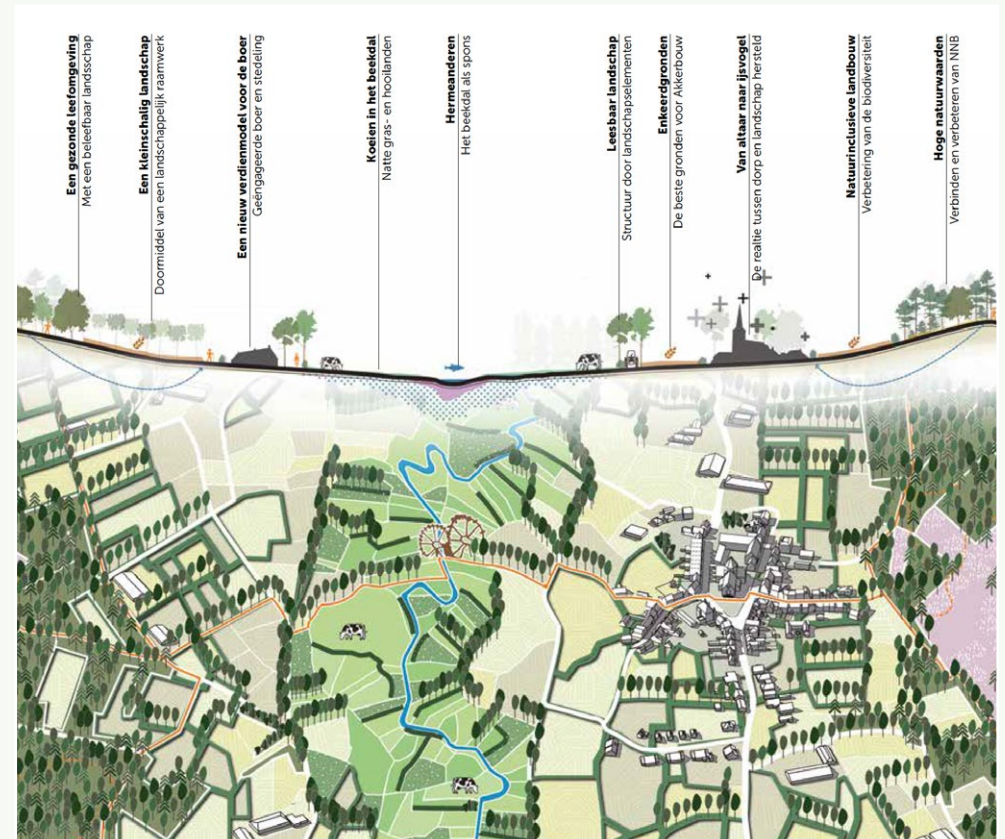 Een gezonde leefomgeving
Met een beleefbaar landsschap
Een kleinschalig landschap
Doormiddel van een landschappelijk raamwerk
Een nieuw verdienmodel voor de boer
Geëngageerde boer en stedeling
Koeien in het beekdal
Natte gras- en hooilanden
Hermeanderen
Het beekdal als spons
Leesbaar landschap
Structuur door landschapselementen
Enkeerdgronden
De beste gronden voor Akkerbouw
Van altaar naar ijsvogel
De realtie tussen dorp en landschap hersteld
Natuurinclusieve landbouw
Verbetering van de biodiversiteit
Hoge natuurwaarden
Verbinden en verbeteren van NNB